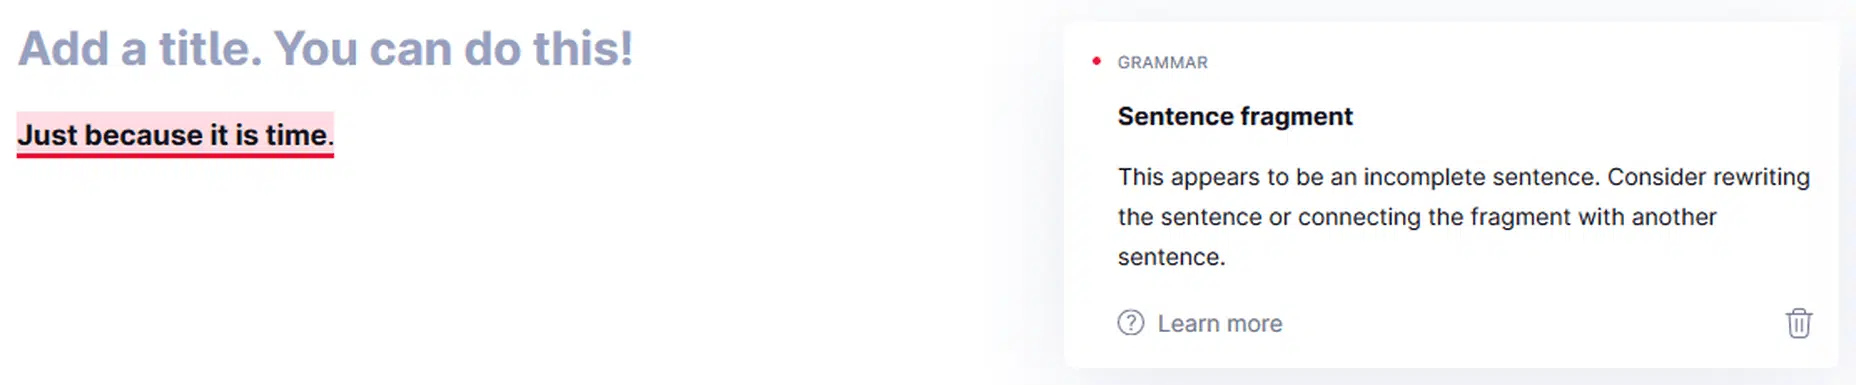 Add a title. You can do this!
Just because it is time.
GRAMMAR
Sentence fragment
This appears to be an incomplete sentence. Consider rewriting
the sentence or connecting the fragment with another
sentence.
Learn more